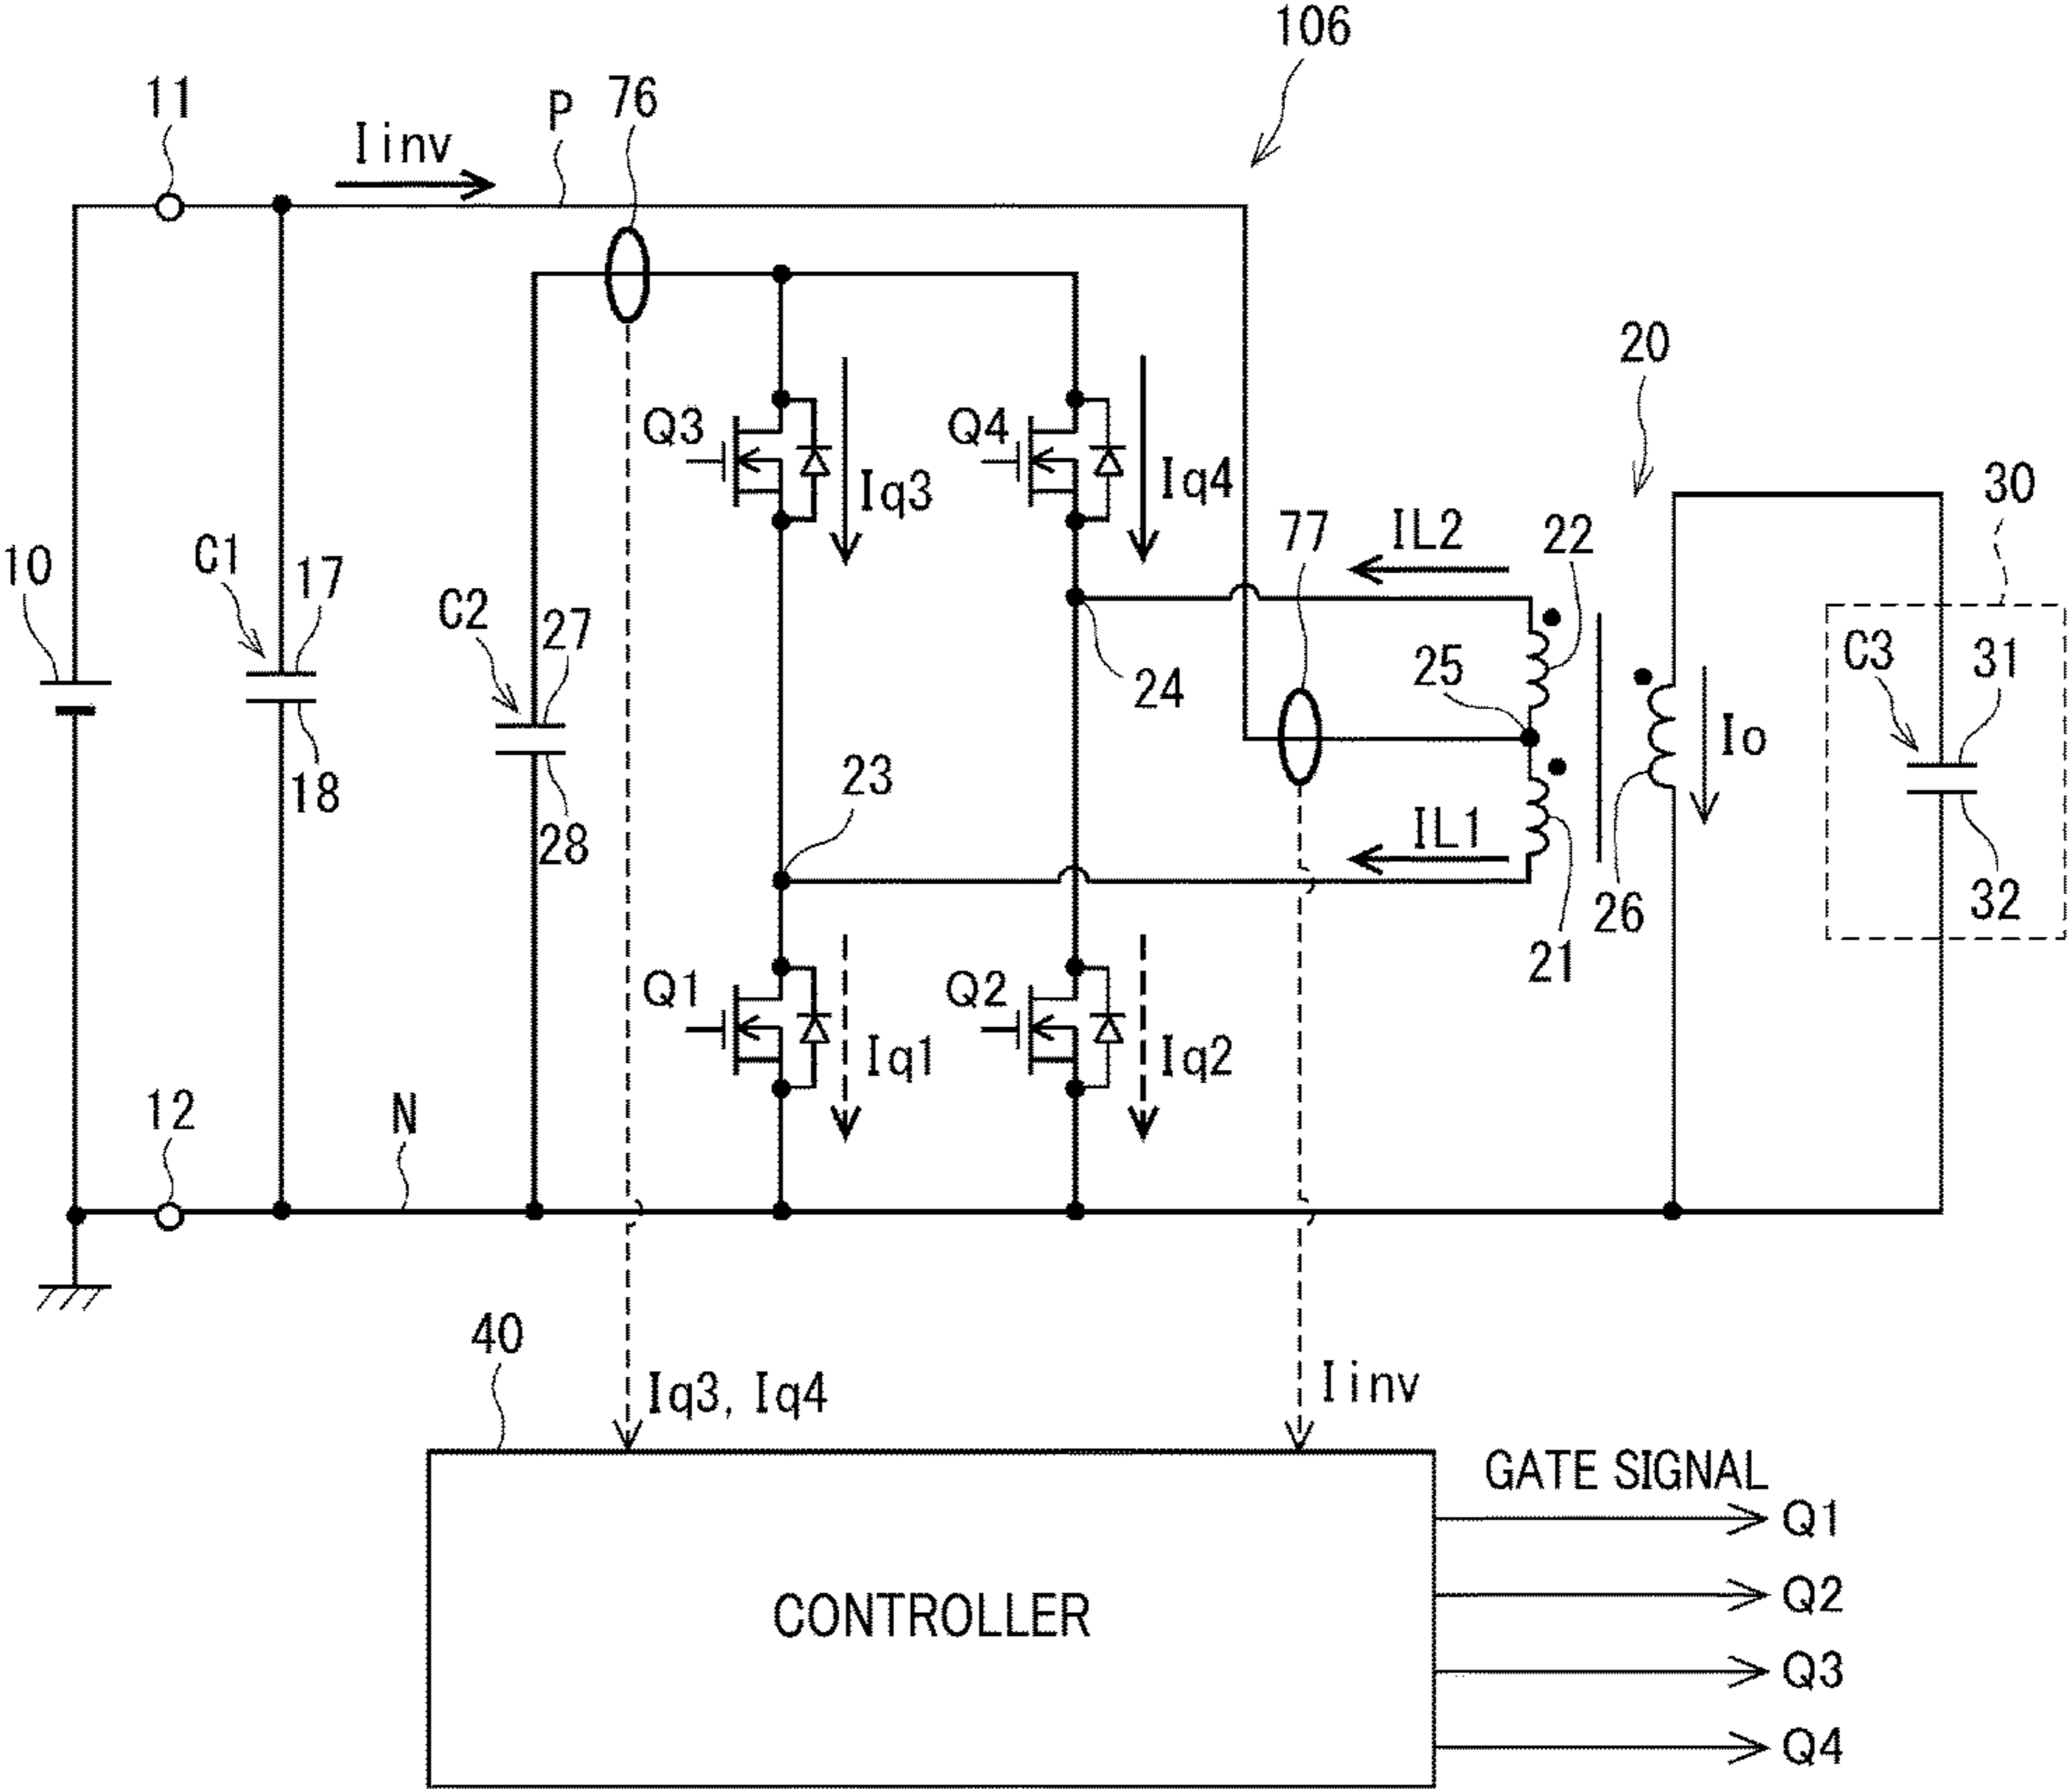 106
11
Iinv
P
76
20
Q3
Q4
Iq3
Iq4
30
10
C1
17
77
IL2
22
C2
27
24
25
C3
31
18
23
Io
28
IL1
26
32
21
Q1
Q2
Iq1
Iq2
12
N
40
Iq3, Iq4
Iinv
GATE SIGNAL
Q1
CONTROLLER
Q2
Q3
Q4